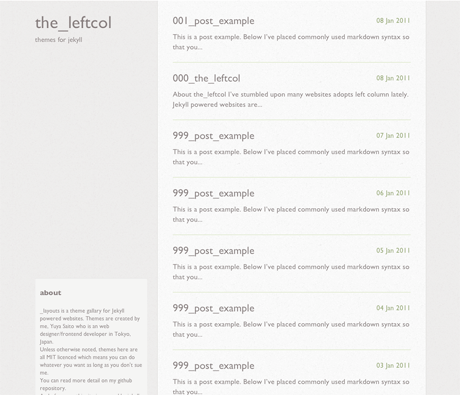 the_leftcol
themes for jekyll
001_post_example 08 Jan 2011
This is a post example. Below I've placed commonly used markdown syntax so
that you...
000_the_leftcol 08 Jan 2011
About the_leftcol I've stumbled upon many websites adopts left column lately.
Jekyll powered websites are...
999_post_example 07 Jan 2011
This is a post example. Below I've placed commonly used markdown syntax so
that you...
999_post_example 06 Jan 2011
This is a post example. Below I've placed commonly used markdown syntax so
that you...
999_post_example 05 Jan 2011
This is a post example. Below I've placed commonly used markdown syntax so
that you...
999_post_example 04 Jan 2011
This is a post example. Below I've placed commonly used markdown syntax so
that you...
999_post_example 03 Jan 2011
This is a post example. Below I've placed commonly used markdown syntax so
that you...
about
_layouts is a theme gallary for Jekyll
powered websites. Themes are created by
me, Yuya Saito who is an web
designer/frontend developer in Tokyo,
Japan.
Unless otherwise noted, themes here are
all MIT licenced which means you can do
whatever you want as long as you don't sue
me
You can read more detail on my github
repository.